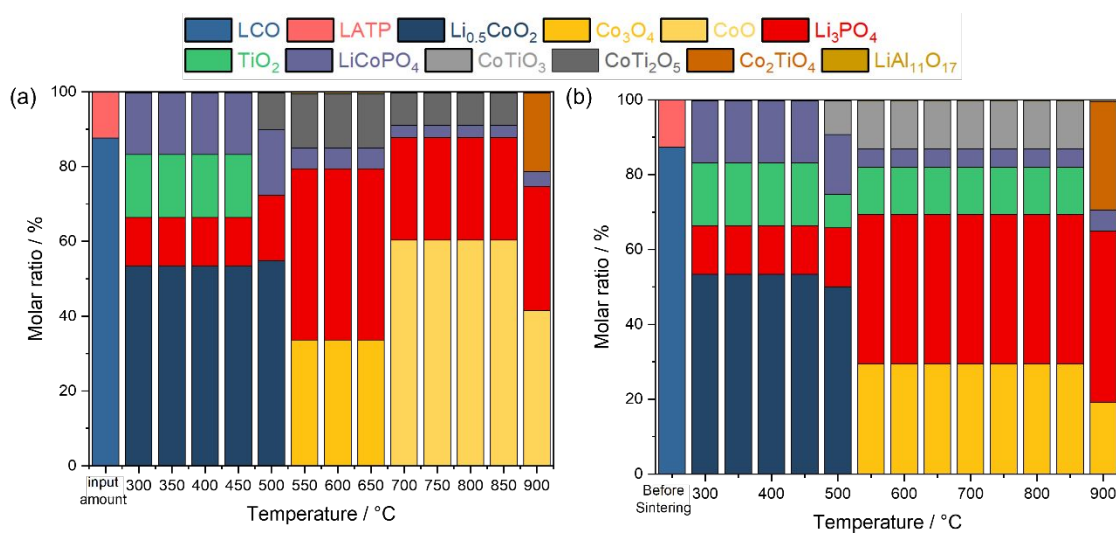 LCO LATP Li₀.₅CoO₂ Co₃O₄ CoO Li₃PO₄
TiO₂ LiCoPO₄ CoTiO₃ CoTi₂O₅ Co₂TiO₄ LiAl₁₁O₁₇
(a)
Molar ratio / %
100
80
60
40
20
0
input amount 300 350 400 450 500 550 600 650 700 750 800 850 900
Temperature / °C
(b)
Molar ratio / %
100
80
60
40
20
0
Before Sintering 300 400 500 600 700 800 900
Temperature / °C